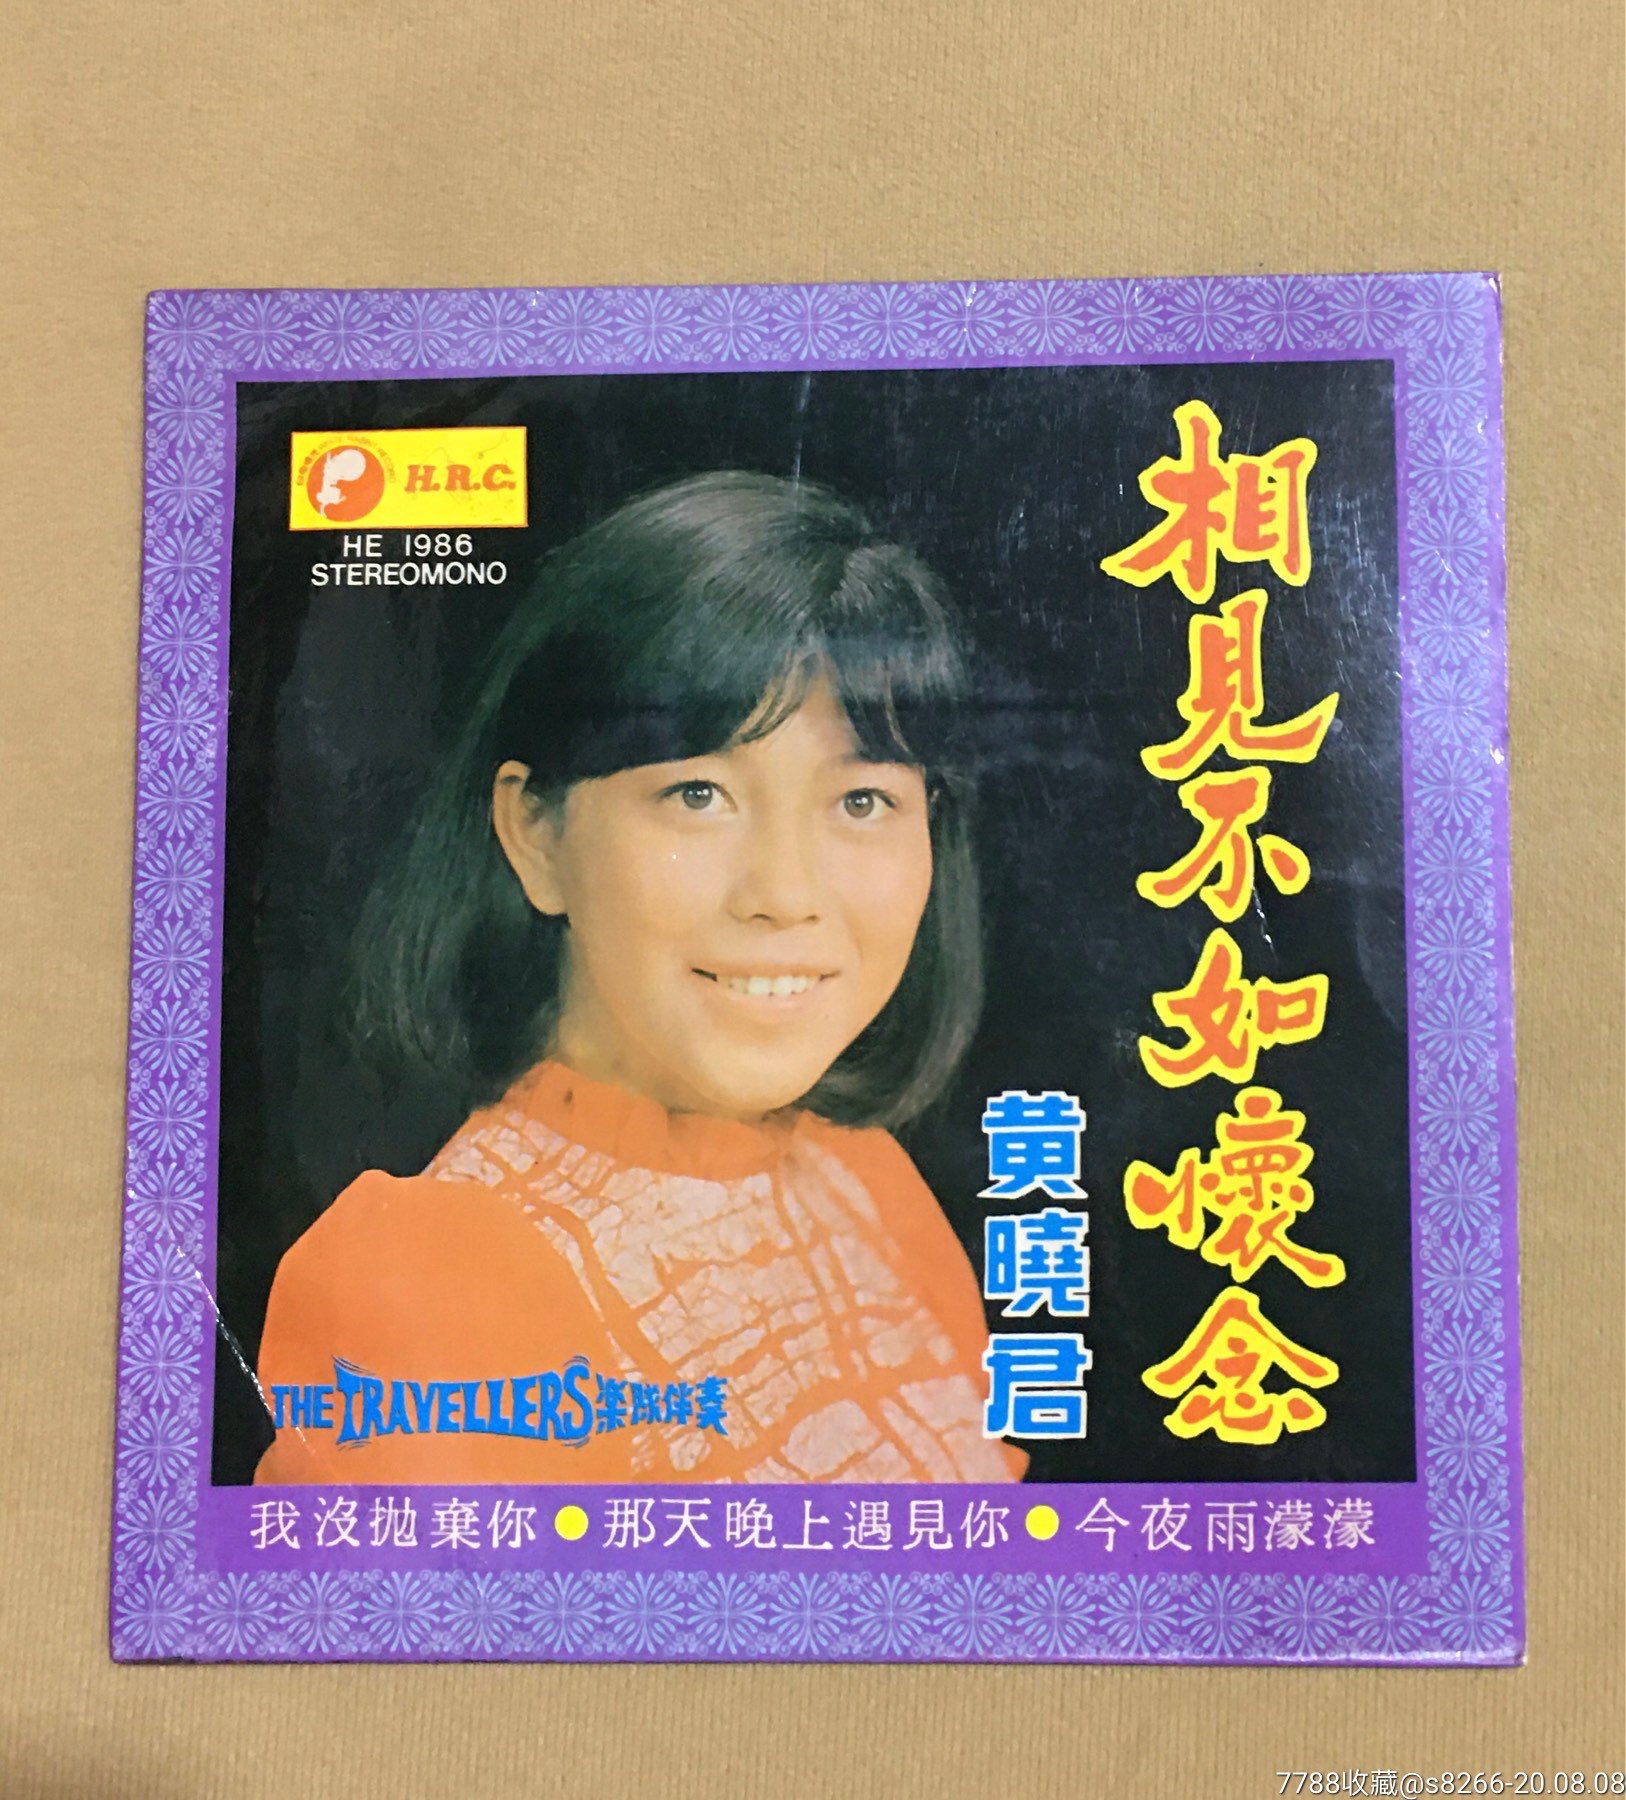 H.R.C.
HE 1986
STEREOMONO
相見不如懷念
黄曉君
THE TRAVELLERS 楽隊伴奏
我沒拋棄你●那天晚上遇見你●今夜雨濛濛
7788收藏@s8266-20.08.08